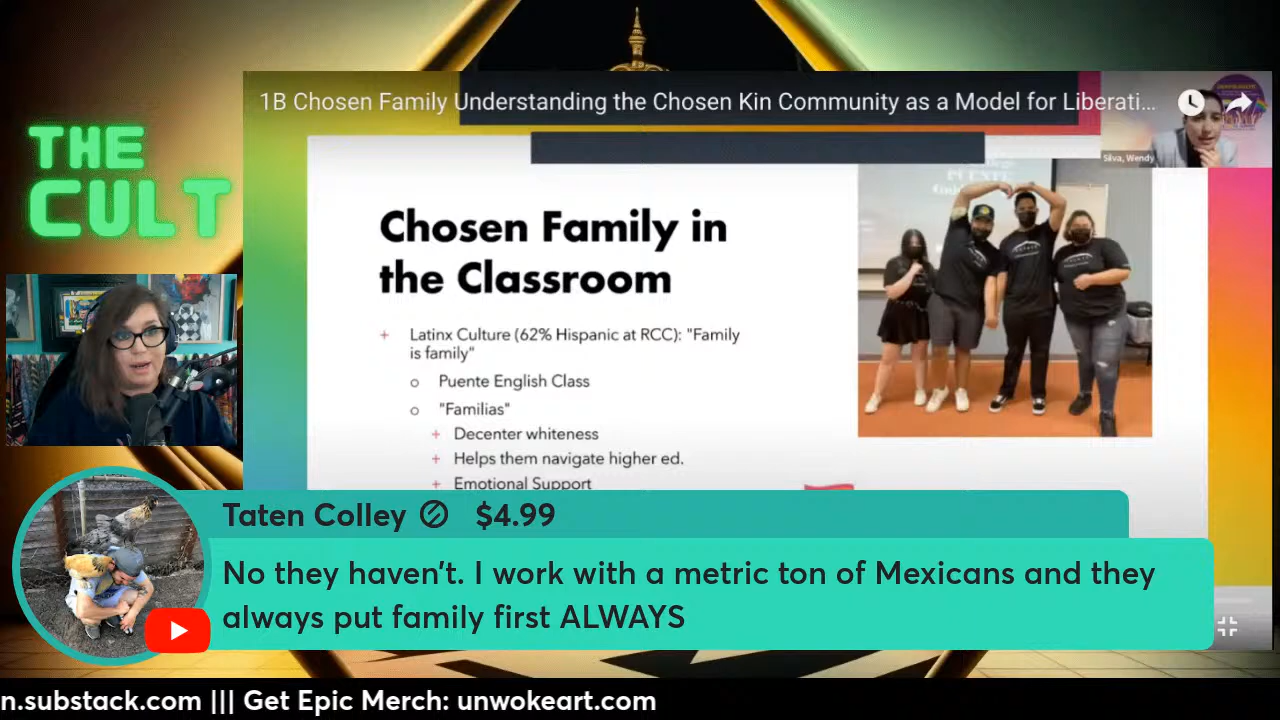 1B Chosen Family Understanding the Chosen Kin Community as a Model for Liberati...
THE
CULT
Silva, Wendy
PUENTE
Chosen Family in
the Classroom
+ Latinx Culture (62% Hispanic at RCC): "Family
is family"
o Puente English Class
o "Familias"
+ Decenter whiteness
+ Helps them navigate higher ed.
+ Emotional Support
Taten Colley $4.99
No they haven't. I work with a metric ton of Mexicans and they
always put family first ALWAYS
n.substack.com ||| Get Epic Merch: unwokeart.com